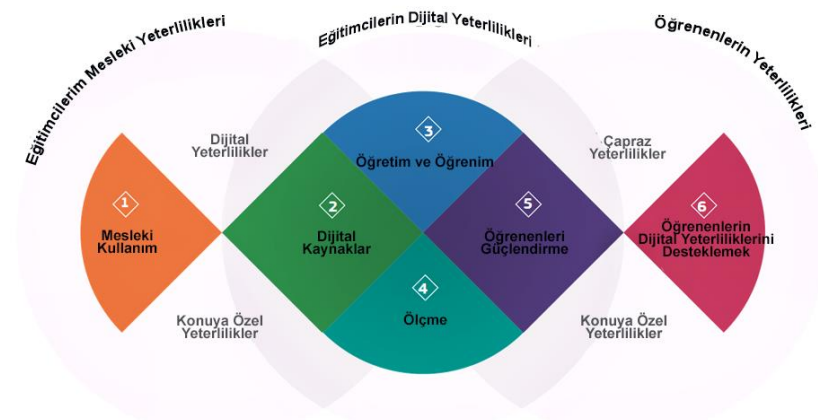 Eğitimcilerim Mesleki Yeterlilikleri
Eğitimcilerin Dijital Yeterlilikleri
Öğrenenlerin Yeterlilikleri
Dijital
Yeterlilikler
Çapraz
Yeterlilikler
1
Mesleki
Kullanım
2
Dijital
Kaynaklar
3
Öğretim ve Öğrenim
4
Ölçme
5
Öğrenenleri
Güçlendirme
6
Öğrenenlerin
Dijital Yeterliliklerini
Desteklemek
Konuya Özel
Yeterlilikler
Konuya Özel
Yeterlilikler